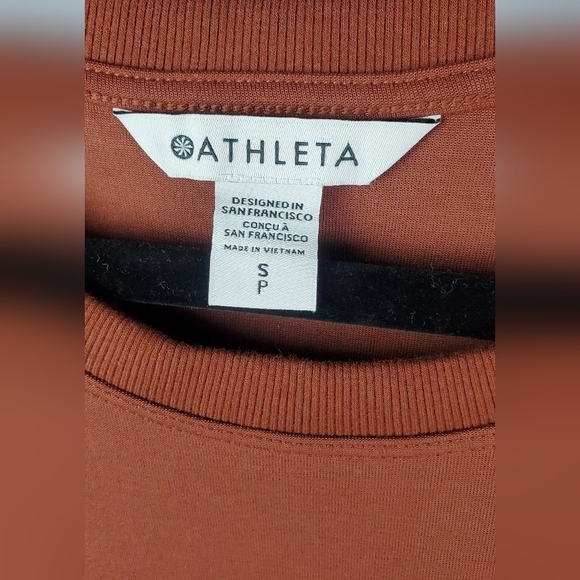 ATHLETA
DESIGNED IN
SAN FRANCISCO
CONÇU À
SAN FRANCISCO
MADE IN VIETNAM
S
P